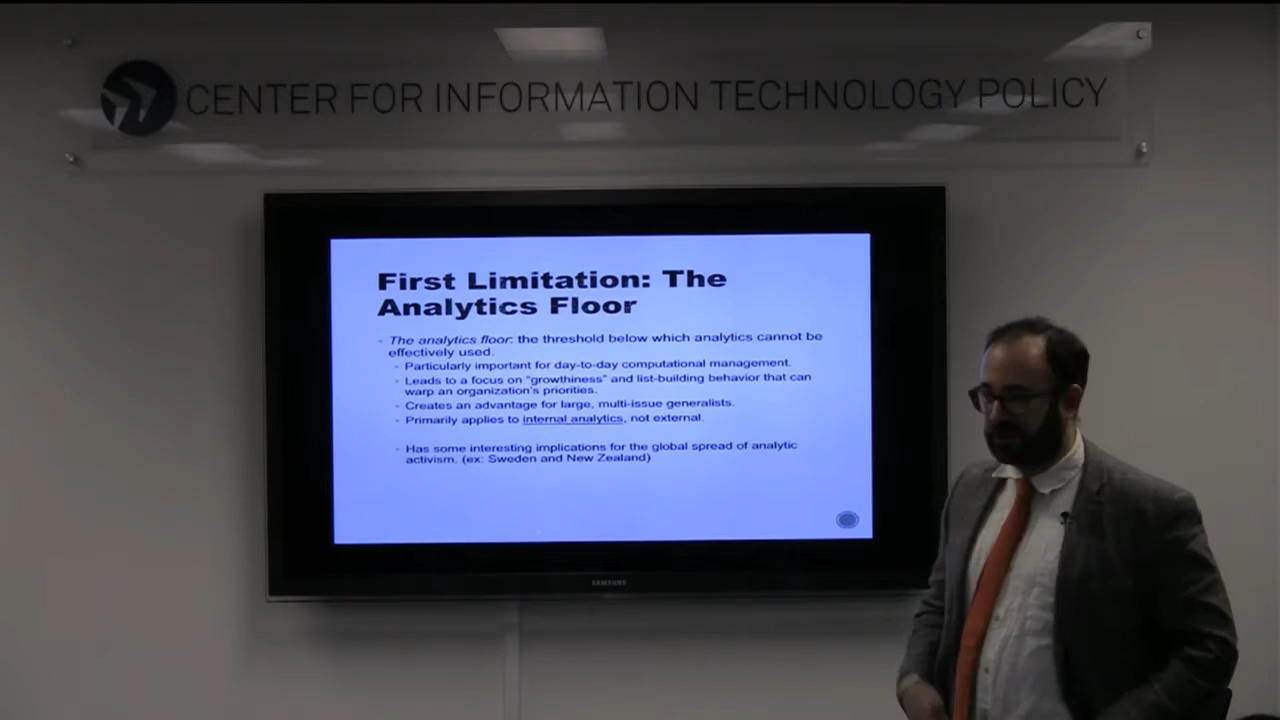 CENTER FOR INFORMATION TECHNOLOGY POLICY
First Limitation: The
Analytics Floor
- The analytics floor: the threshold below which analytics cannot be
effectively used.
- Particularly important for day-to-day computational management.
- Leads to a focus on “growthiness” and list-building behavior that can
warp an organization's priorities.
- Creates an advantage for large, multi-issue generalists.
- Primarily applies to internal analytics, not external.
- Has some interesting implications for the global spread of analytic
activism. (ex: Sweden and New Zealand)
SAMSUNG